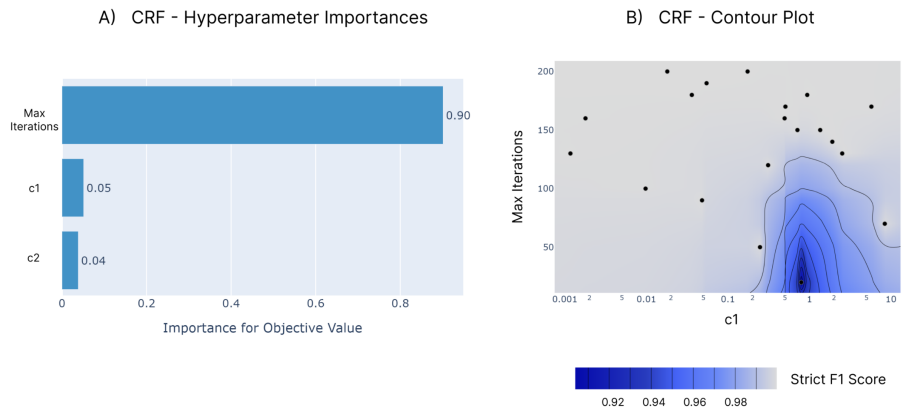 A) CRF - Hyperparameter Importances
Max
Iterations
0.90
c1
0.05
c2
0.04
0 0.2 0.4 0.6 0.8
Importance for Objective Value
B) CRF - Contour Plot
200
150
100
50
Max Iterations
0.001 2 5 0.01 2 5 0.1 2 5 1 2 5 10
c1
Strict F1 Score
0.92 0.94 0.96 0.98